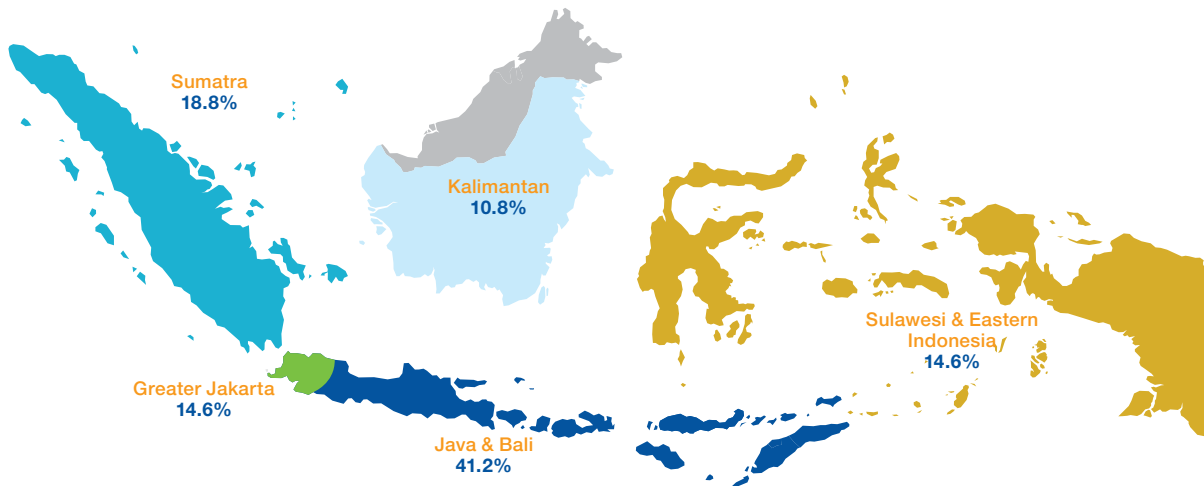 Sumatra
18.8%
Kalimantan
10.8%
Sulawesi & Eastern
Indonesia
14.6%
Greater Jakarta
14.6%
Java & Bali
41.2%